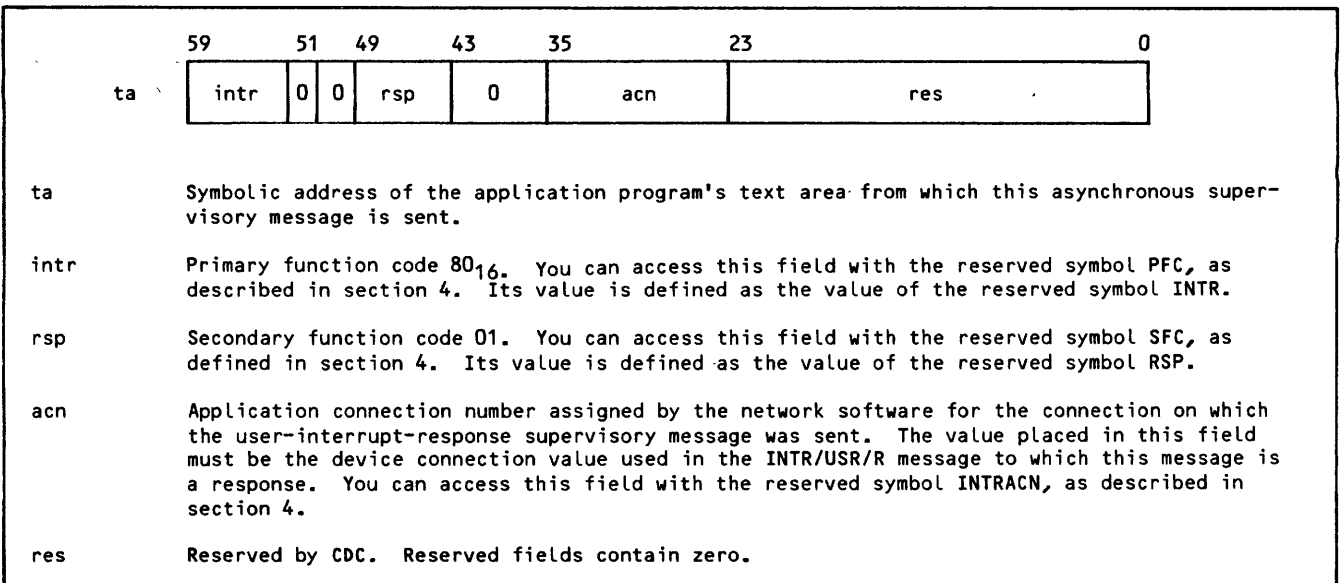 59 51 49 43 35 23 0
ta intr 0 0 rsp 0 acn res
ta Symbolic address of the application program's text area from which this asynchronous super-
visory message is sent.
intr Primary function code 80₁₆. You can access this field with the reserved symbol PFC, as
described in section 4. Its value is defined as the value of the reserved symbol INTR.
rsp Secondary function code 01. You can access this field with the reserved symbol SFC, as
defined in section 4. Its value is defined as the value of the reserved symbol RSP.
acn Application connection number assigned by the network software for the connection on which
the user-interrupt-response supervisory message was sent. The value placed in this field
must be the device connection value used in the INTR/USR/R message to which this message is
a response. You can access this field with the reserved symbol INTRACN, as described in
section 4.
res Reserved by CDC. Reserved fields contain zero.